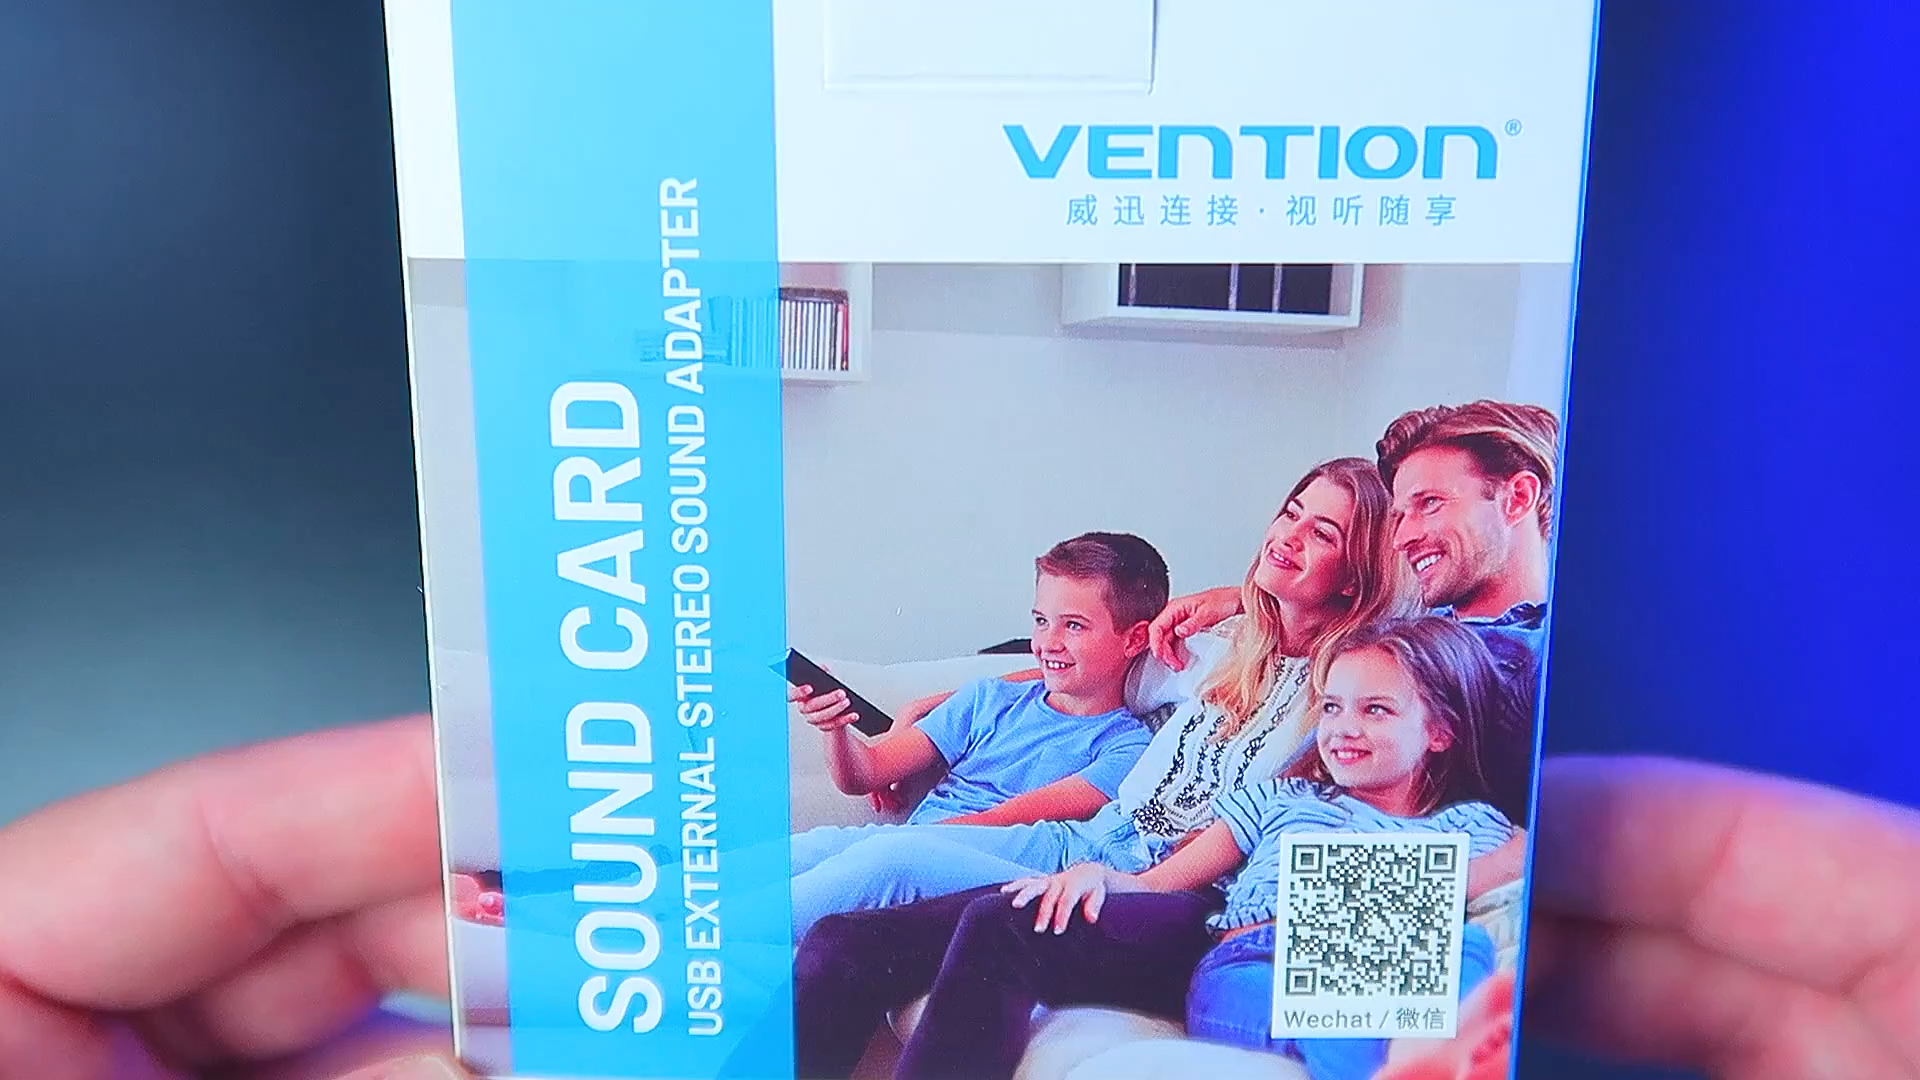 VENTION®
威迅连接·视听随享
SOUND CARD
USB EXTERNAL STEREO SOUND ADAPTER
Wechat / 微信